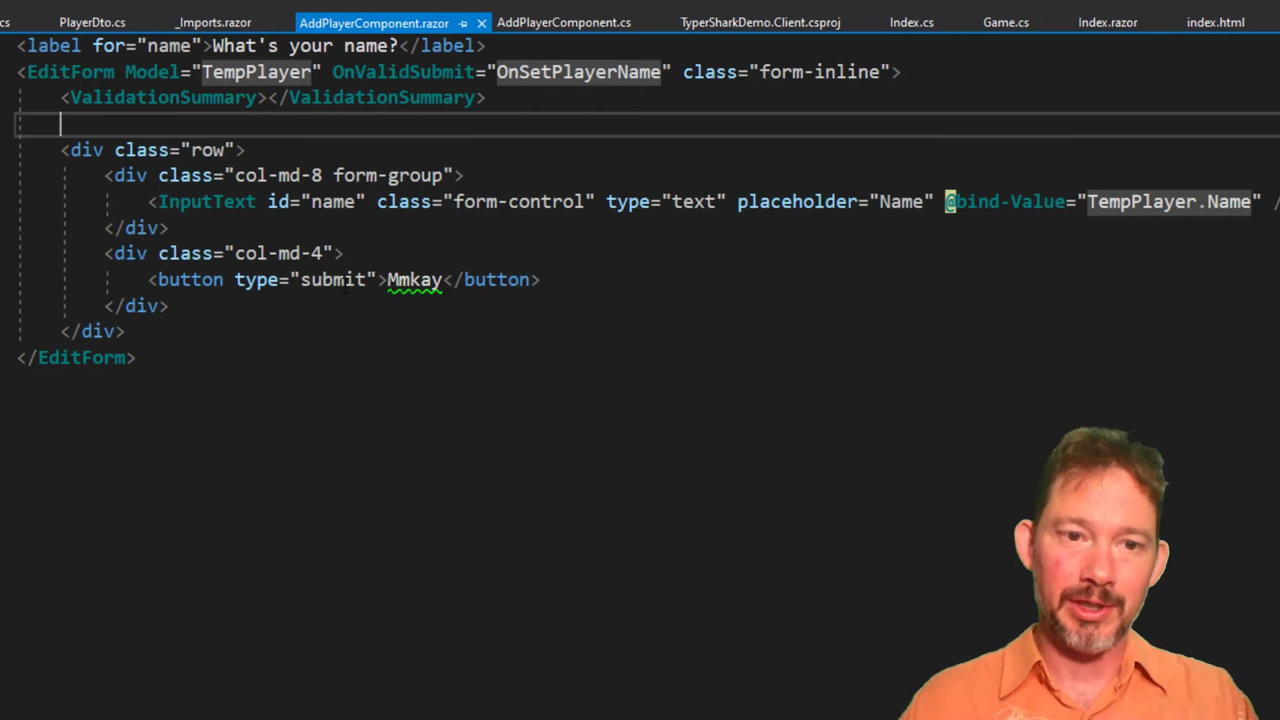 cs PlayerDto.cs _Imports.razor AddPlayerComponent.razor AddPlayerComponent.cs TyperSharkDemo.Client.csproj Index.cs Game.cs Index.razor index.html
<label for="name">What's your name?</label>
<EditForm Model="TempPlayer" OnValidSubmit="OnSetPlayerName" class="form-inline">
<ValidationSummary></ValidationSummary>
<div class="row">
<div class="col-md-8 form-group">
<InputText id="name" class="form-control" type="text" placeholder="Name" @bind-Value="TempPlayer.Name" /
</div>
<div class="col-md-4">
<button type="submit">Mmkay</button>
</div>
</div>
</EditForm>